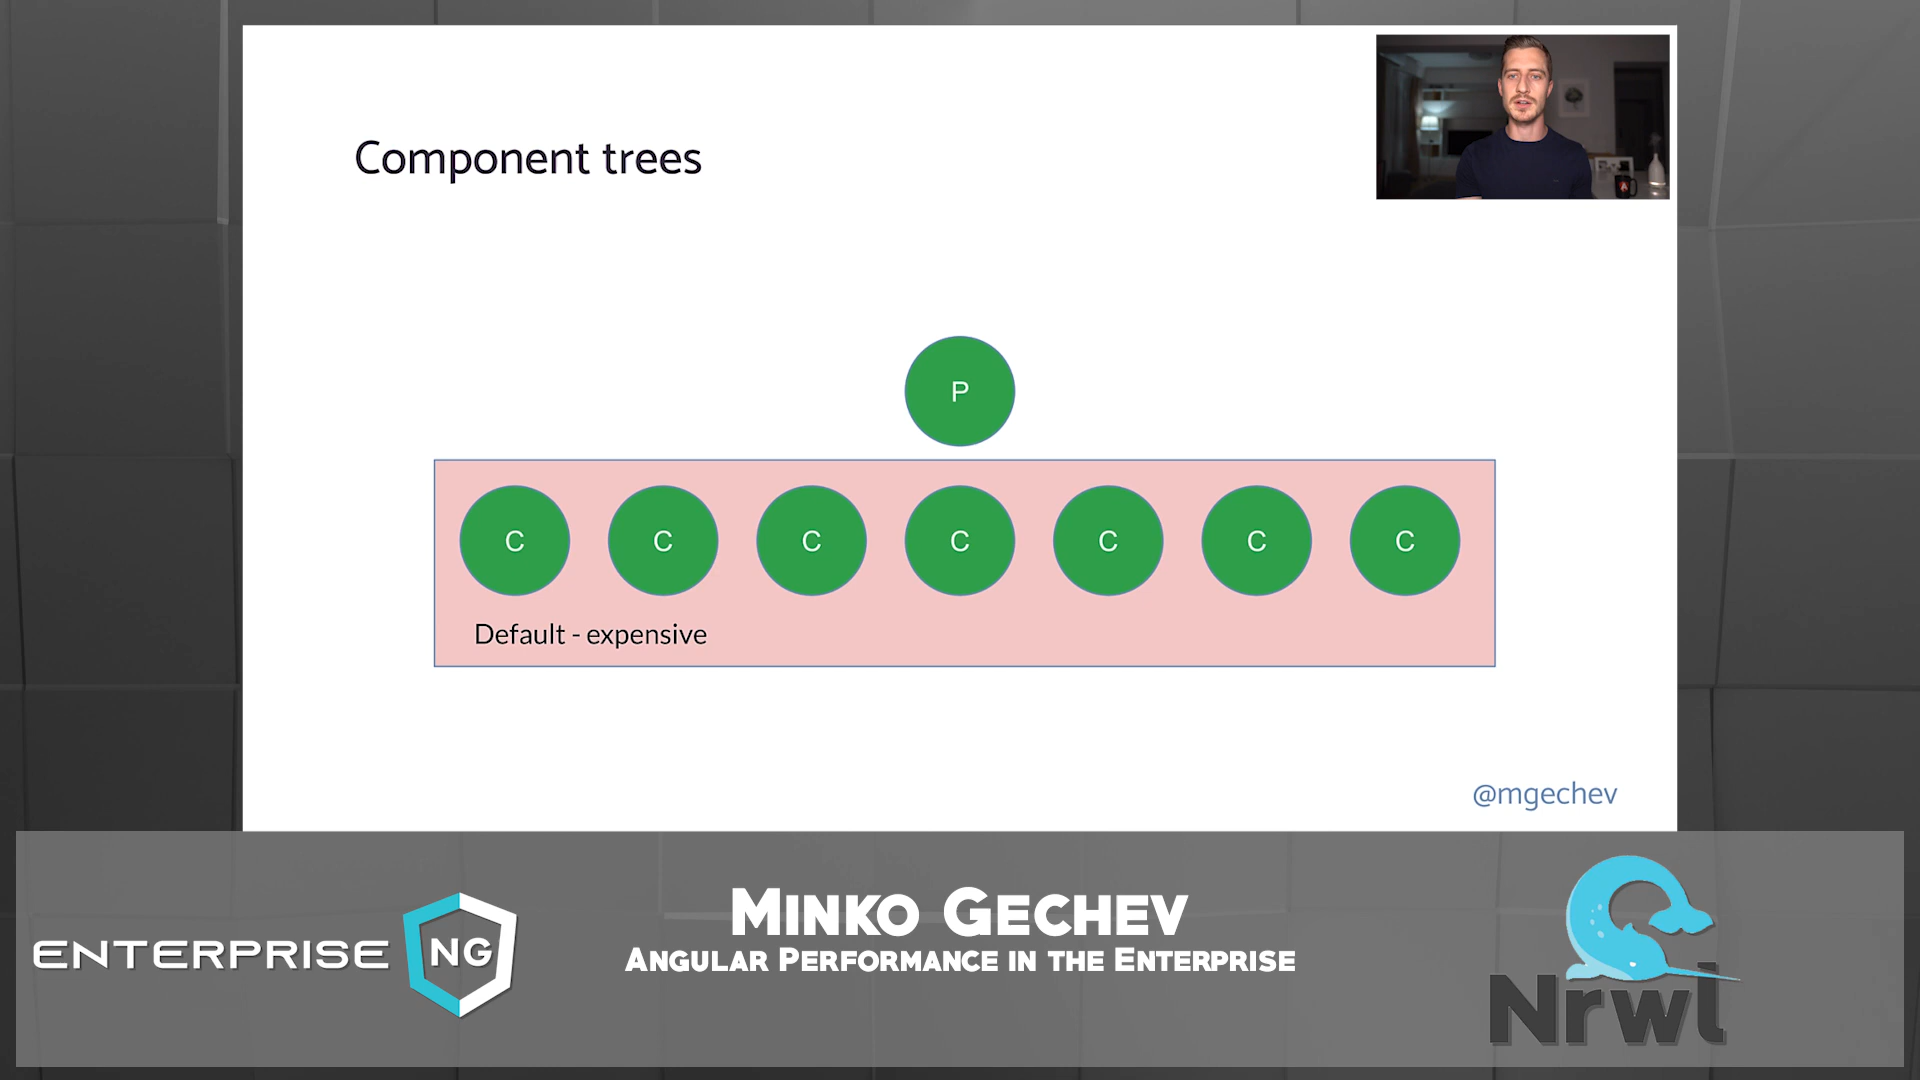 Component trees
P
C C C C C C C
Default - expensive
@mgechev
ENTERPRISE NG
MINKO GECHEV
ANGULAR PERFORMANCE IN THE ENTERPRISE
Nrwl